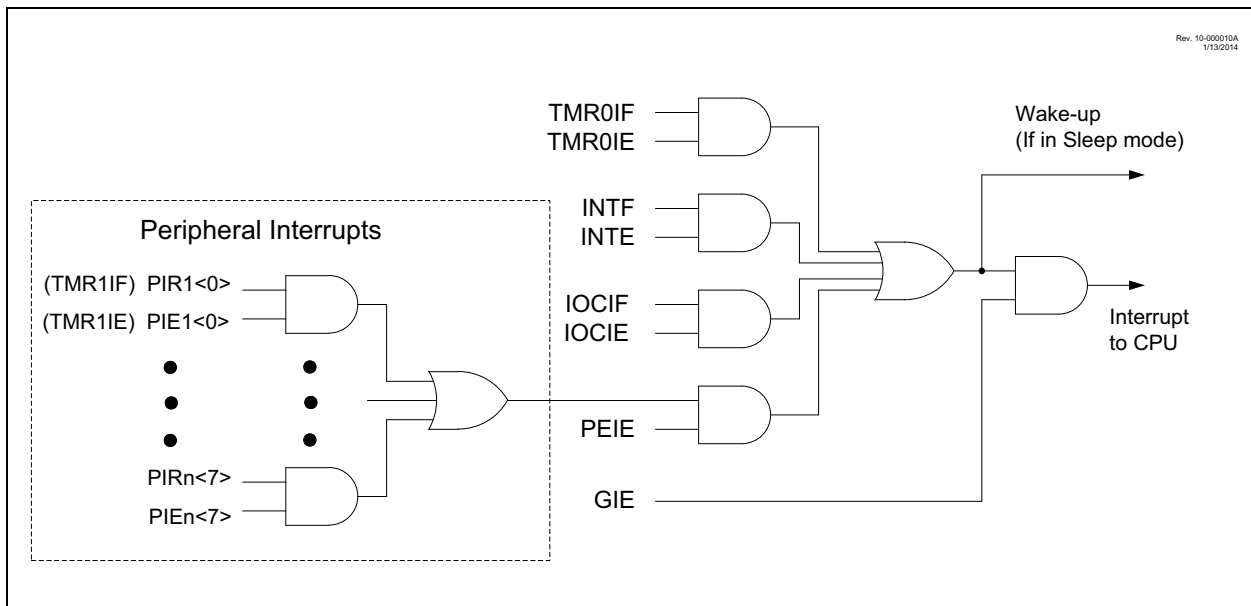 Rev. 10-000010A
1/13/2014
TMR0IF
TMR0IE
Wake-up
(If in Sleep mode)
INTF
INTE
Peripheral Interrupts
(TMR1IF) PIR1<0>
(TMR1IE) PIE1<0>
IOCIF
IOCIE
Interrupt
to CPU
PEIE
PIRn<7>
PIEn<7>
GIE